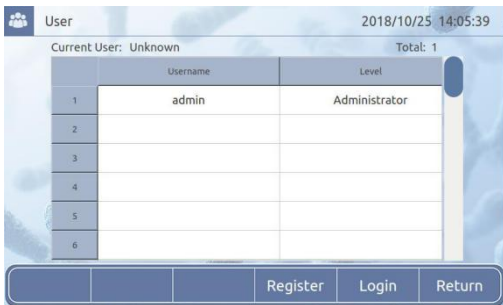 User 2018/10/25 14:05:39
Current User: Unknown Total: 1
Username Level
1 admin Administrator
2
3
4
5
6
Register Login Return